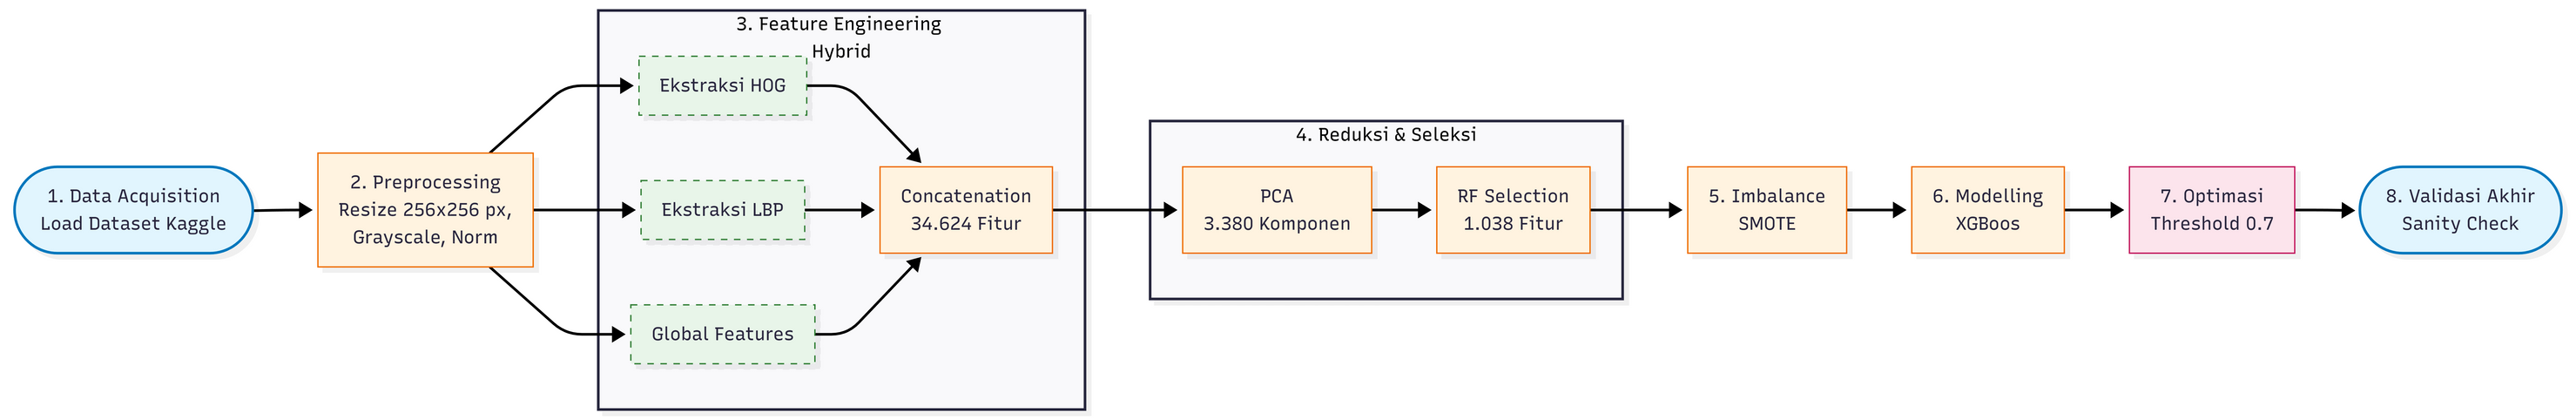 1. Data Acquisition
Load Dataset Kaggle
2. Preprocessing
Resize 256x256 px,
Grayscale, Norm
3. Feature Engineering
Hybrid
Ekstraksi HOG
Ekstraksi LBP
Global Features
Concatenation
34.624 Fitur
4. Reduksi & Seleksi
PCA
3.380 Komponen
RF Selection
1.038 Fitur
5. Imbalance
SMOTE
6. Modelling
XGBoos
7. Optimasi
Threshold 0.7
8. Validasi Akhir
Sanity Check